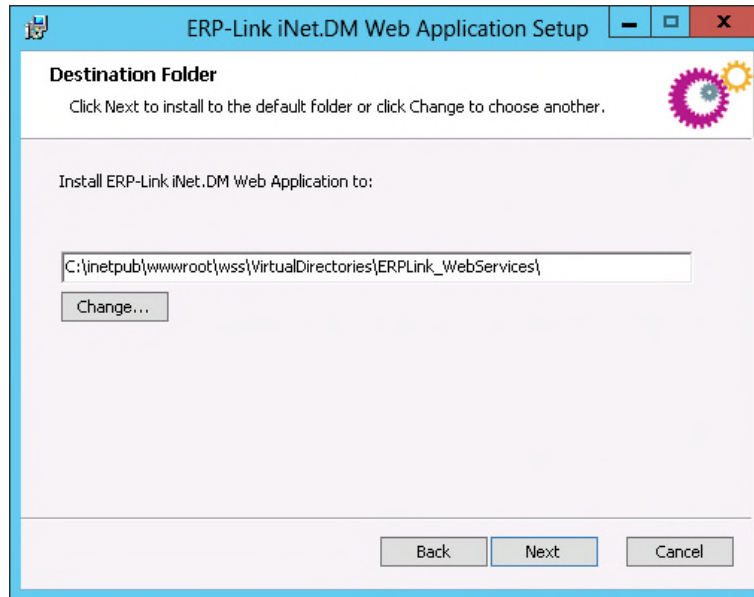 ERP-Link iNet.DM Web Application Setup
Destination Folder
Click Next to install to the default folder or click Change to choose another.
Install ERP-Link iNet.DM Web Application to:
C:\inetpub\wwwroot\wss\VirtualDirectories\ERPLink_WebServices\
Change...
Back Next Cancel